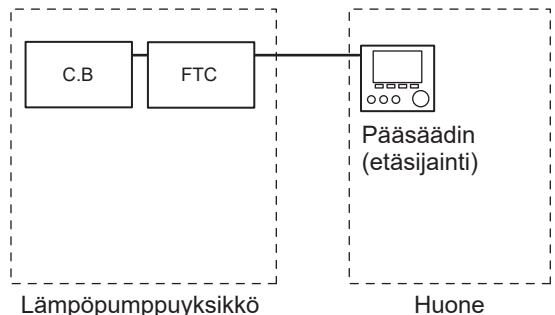 C.B
FTC
Pääsäädin
(etäsijainti)
Lämpöpumppuyksikkö
Huone